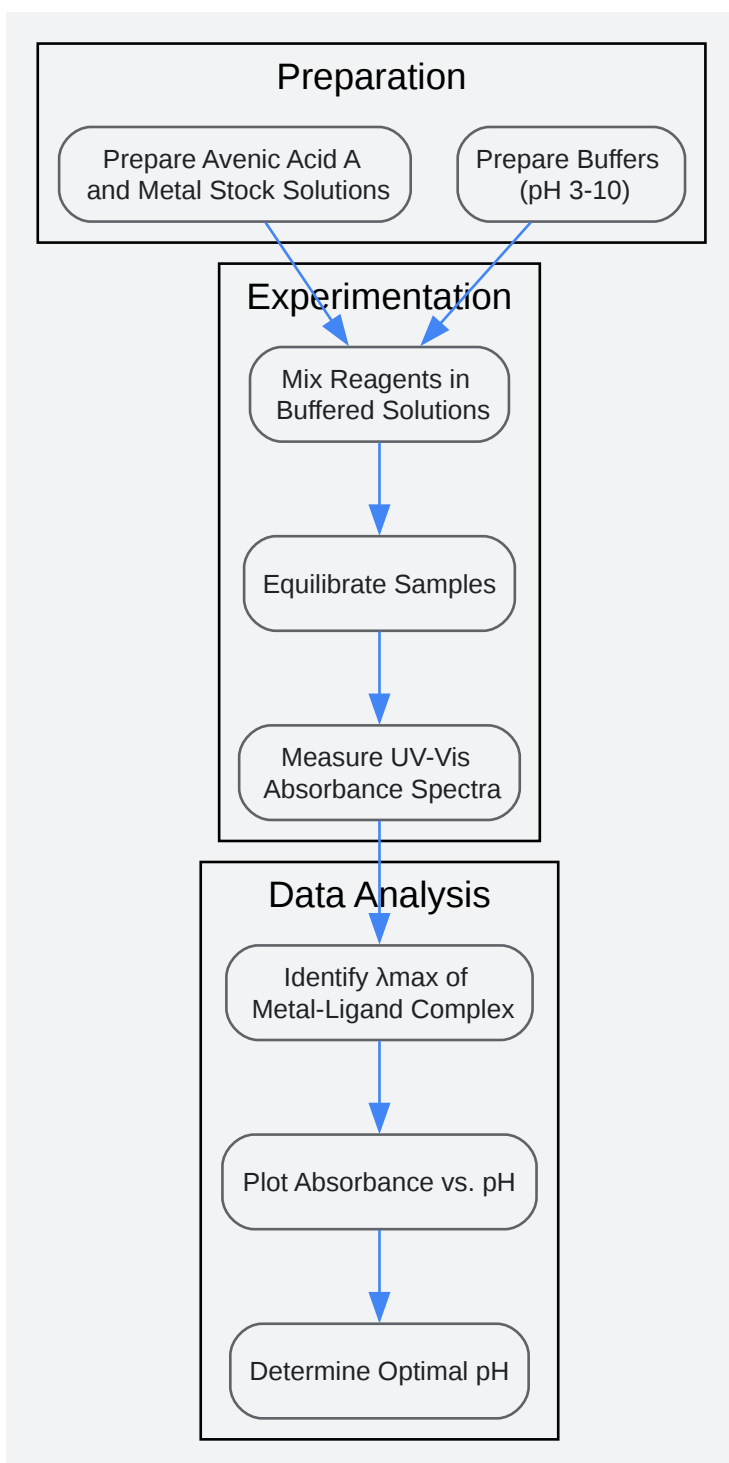 Preparation
Prepare Avenic Acid A
and Metal Stock Solutions
Prepare Buffers
(pH 3-10)
Experimentation
Mix Reagents in
Buffered Solutions
Equilibrate Samples
Measure UV-Vis
Absorbance Spectra
Data Analysis
Identify λmax of
Metal-Ligand Complex
Plot Absorbance vs. pH
Determine Optimal pH